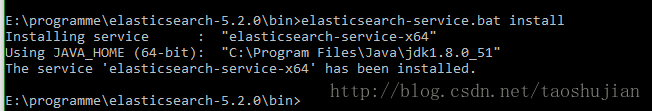 E:\programme\elasticsearch-5.2.0\bin>elasticsearch-service.bat install
Installing service      :  "elasticsearch-service-x64"
Using JAVA_HOME (64-bit):  "C:\Program Files\Java\jdk1.8.0_51"
The service 'elasticsearch-service-x64' has been installed.
E:\programme\elasticsearch-5.2.0\bin>
http://blog.csdn.net/taoshujian